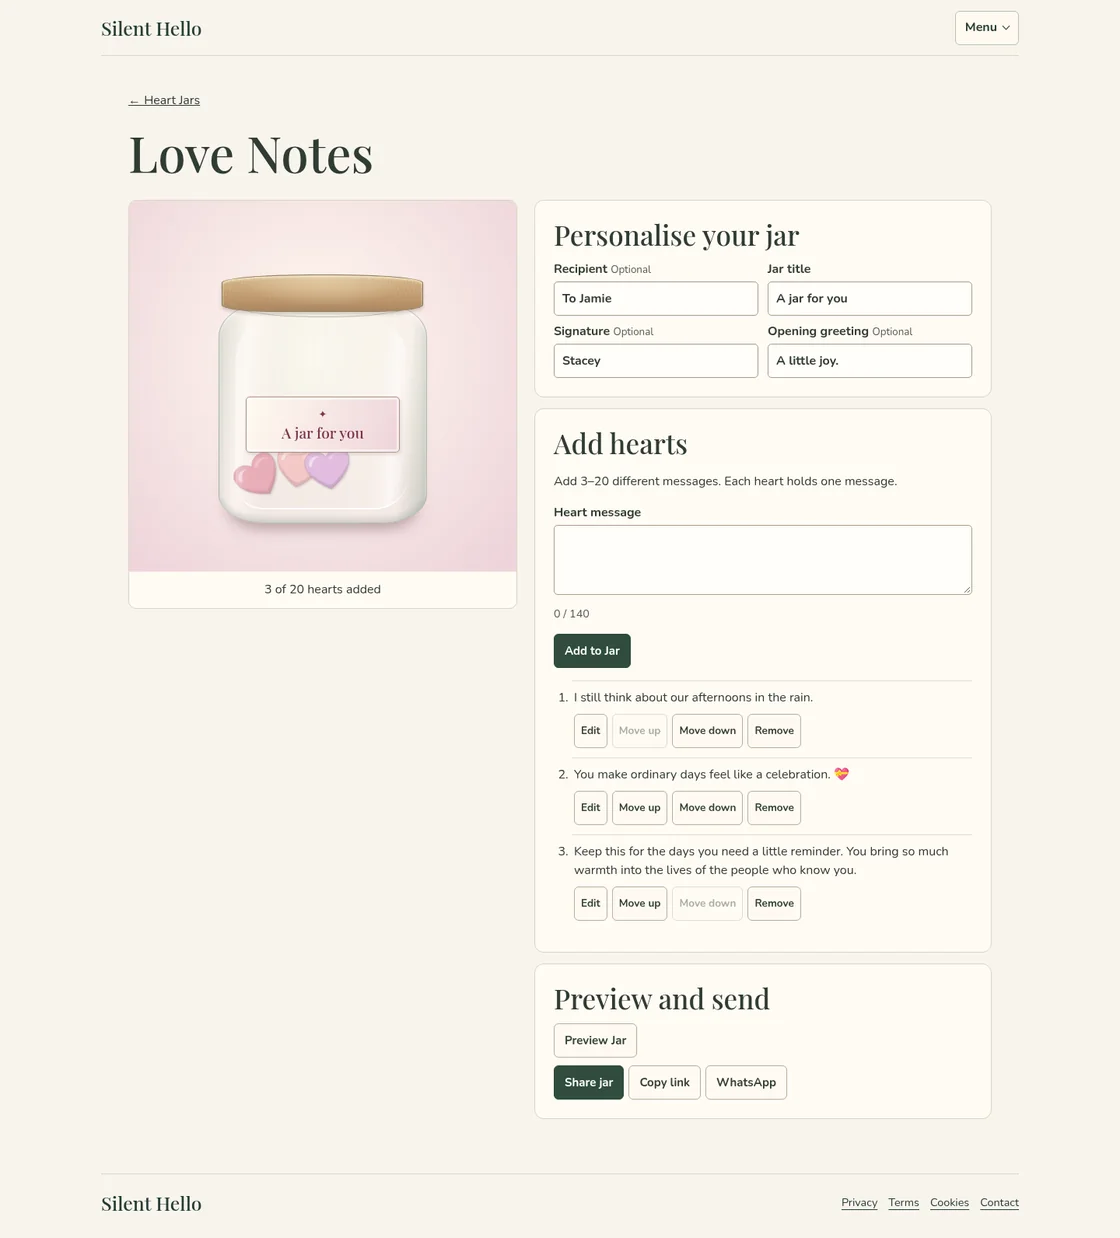 Silent Hello
Menu
← Heart Jars
Love Notes
A jar for you
3 of 20 hearts added
Personalise your jar
Recipient Optional
To Jamie
Jar title
A jar for you
Signature Optional
Stacey
Opening greeting Optional
A little joy.
Add hearts
Add 3–20 different messages. Each heart holds one message.
Heart message
0 / 140
Add to Jar
1. I still think about our afternoons in the rain.
Edit Move up Move down Remove
2. You make ordinary days feel like a celebration. 💝
Edit Move up Move down Remove
3. Keep this for the days you need a little reminder. You bring so much
warmth into the lives of the people who know you.
Edit Move up Move down Remove
Preview and send
Preview Jar
Share jar Copy link WhatsApp
Silent Hello
Privacy Terms Cookies Contact